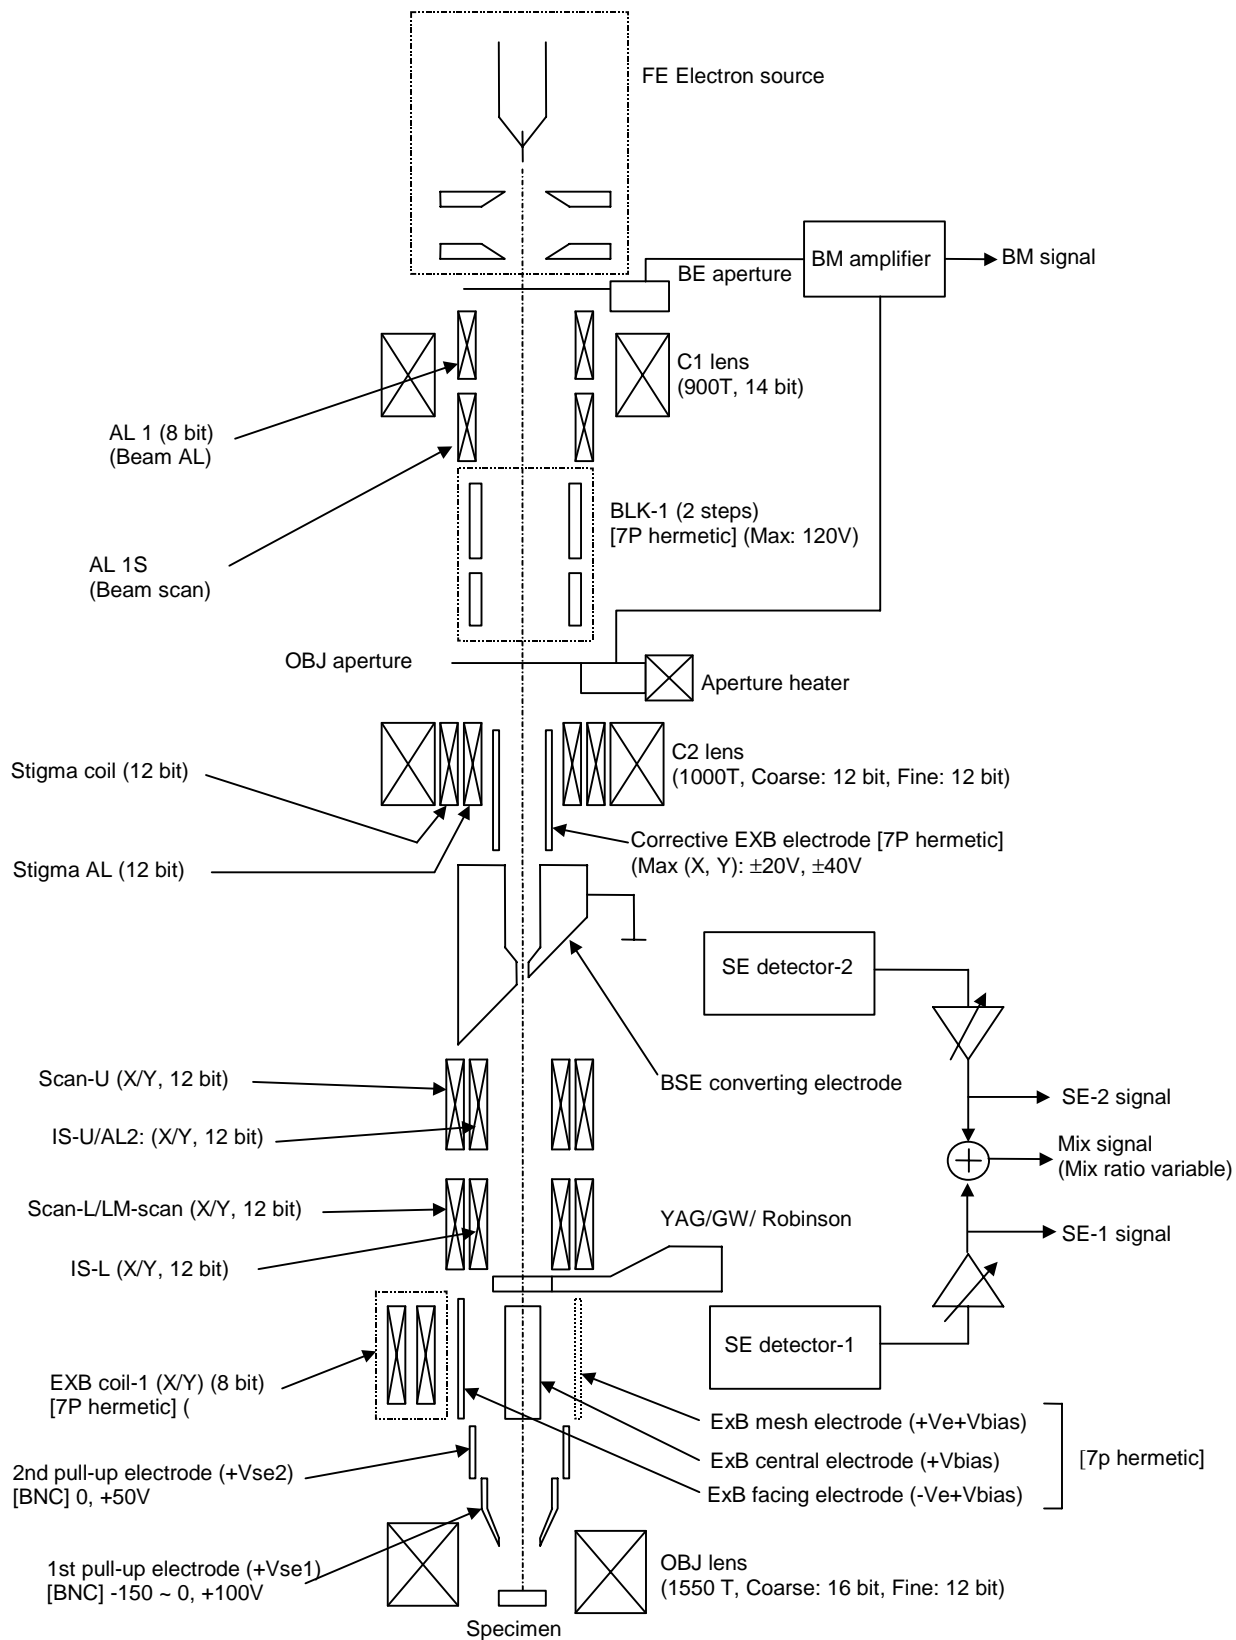 FE Electron source
BM amplifier
BM signal
BE aperture
C1 lens
(900T, 14 bit)
AL 1 (8 bit)
(Beam AL)
BLK-1 (2 steps)
[7P hermetic] (Max: 120V)
AL 1S
(Beam scan)
OBJ aperture
Aperture heater
C2 lens
(1000T, Coarse: 12 bit, Fine: 12 bit)
Stigma coil (12 bit)
Corrective EXB electrode [7P hermetic]
(Max (X, Y): ±20V, ±40V
Stigma AL (12 bit)
SE detector-2
BSE converting electrode
Scan-U (X/Y, 12 bit)
SE-2 signal
IS-U/AL2: (X/Y, 12 bit)
Mix signal
(Mix ratio variable)
Scan-L/LM-scan (X/Y, 12 bit)
YAG/GW/ Robinson
SE-1 signal
IS-L (X/Y, 12 bit)
SE detector-1
EXB coil-1 (X/Y) (8 bit)
[7P hermetic] (
ExB mesh electrode (+Ve+Vbias)
ExB central electrode (+Vbias)
ExB facing electrode (-Ve+Vbias)
[7p hermetic]
2nd pull-up electrode (+Vse2)
[BNC] 0, +50V
1st pull-up electrode (+Vse1)
[BNC] -150 ~ 0, +100V
OBJ lens
(1550 T, Coarse: 16 bit, Fine: 12 bit)
Specimen